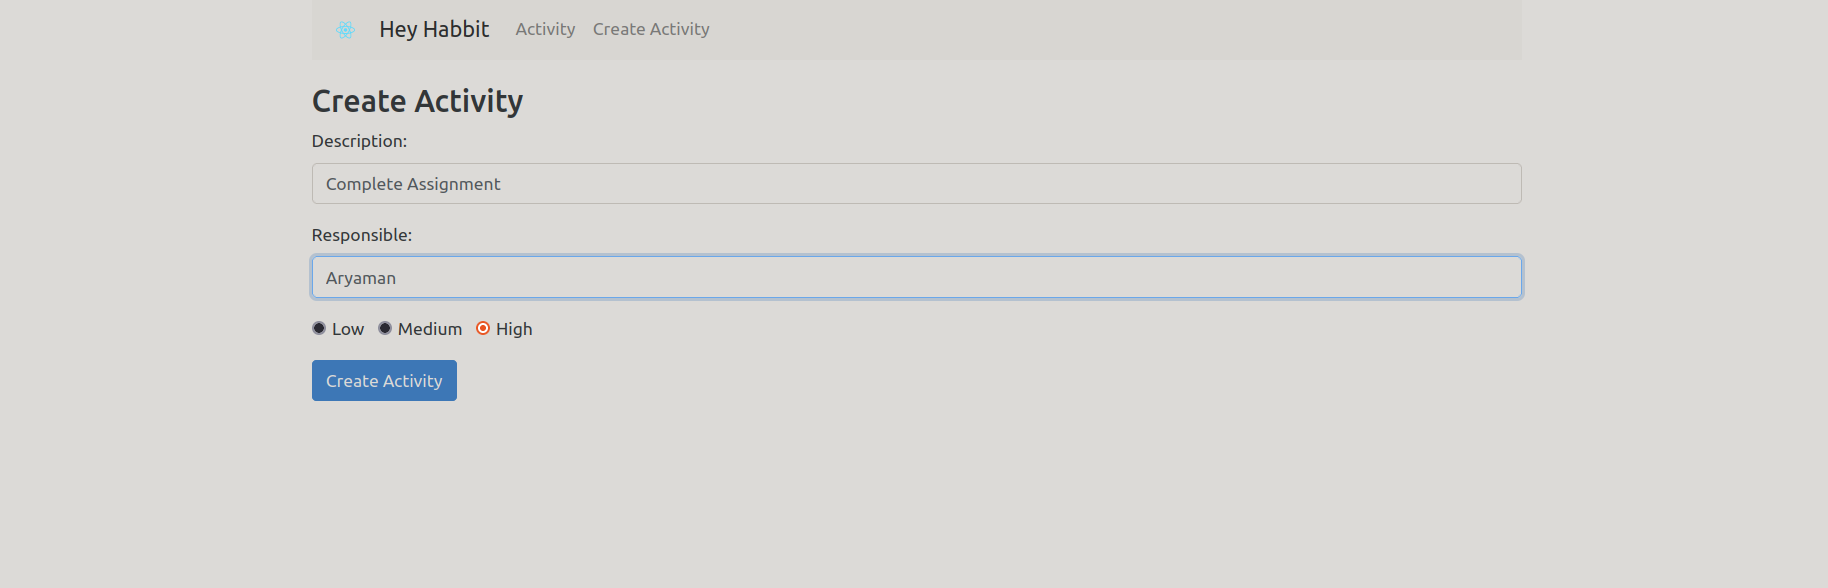 Hey Habbit Activity Create Activity
Create Activity
Description:
Complete Assignment
Responsible:
Aryaman
Low Medium High
Create Activity